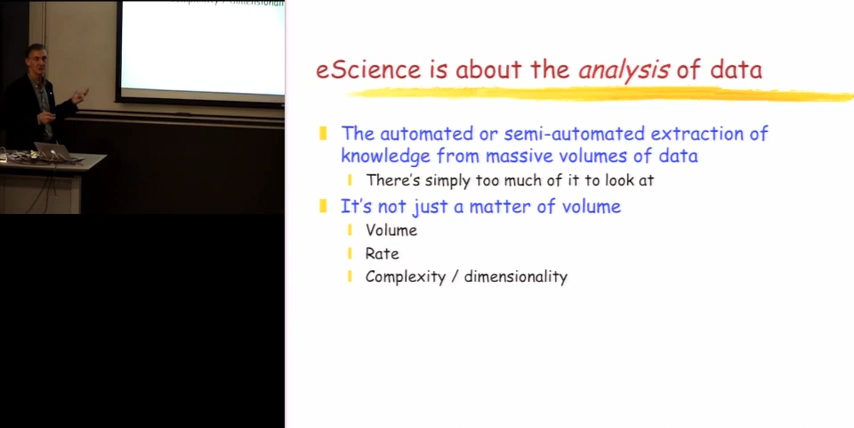 complexity / dimensionali
eScience is about the analysis of data
The automated or semi-automated extraction of
knowledge from massive volumes of data
There's simply too much of it to look at
It's not just a matter of volume
Volume
Rate
Complexity / dimensionality